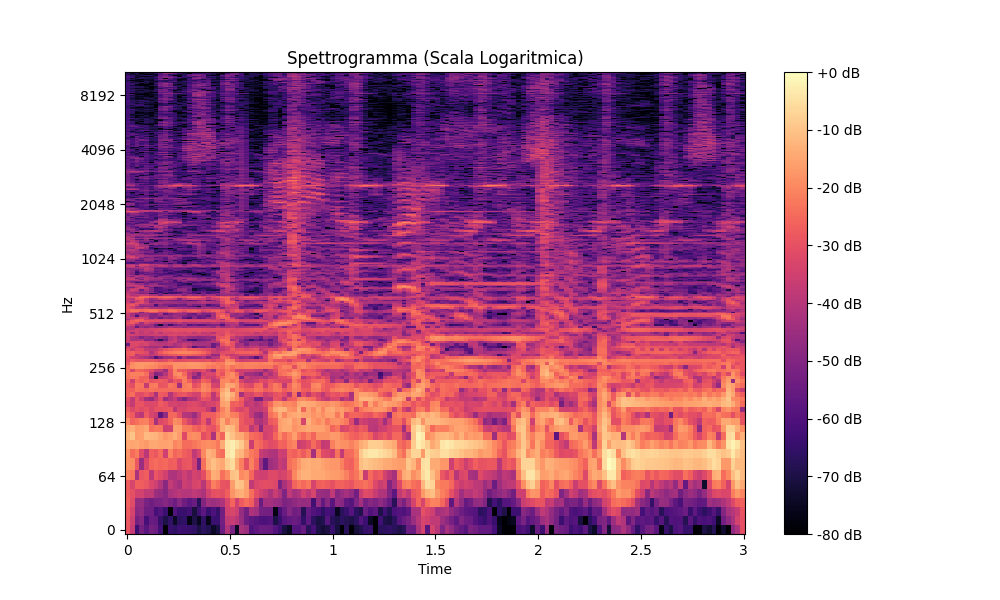 Spettrogramma (Scala Logaritmica)
Hz
8192
4096
2048
1024
512
256
128
64
0
0
0.5
1
1.5
2
2.5
3
Time
+0 dB
-10 dB
-20 dB
-30 dB
-40 dB
-50 dB
-60 dB
-70 dB
-80 dB